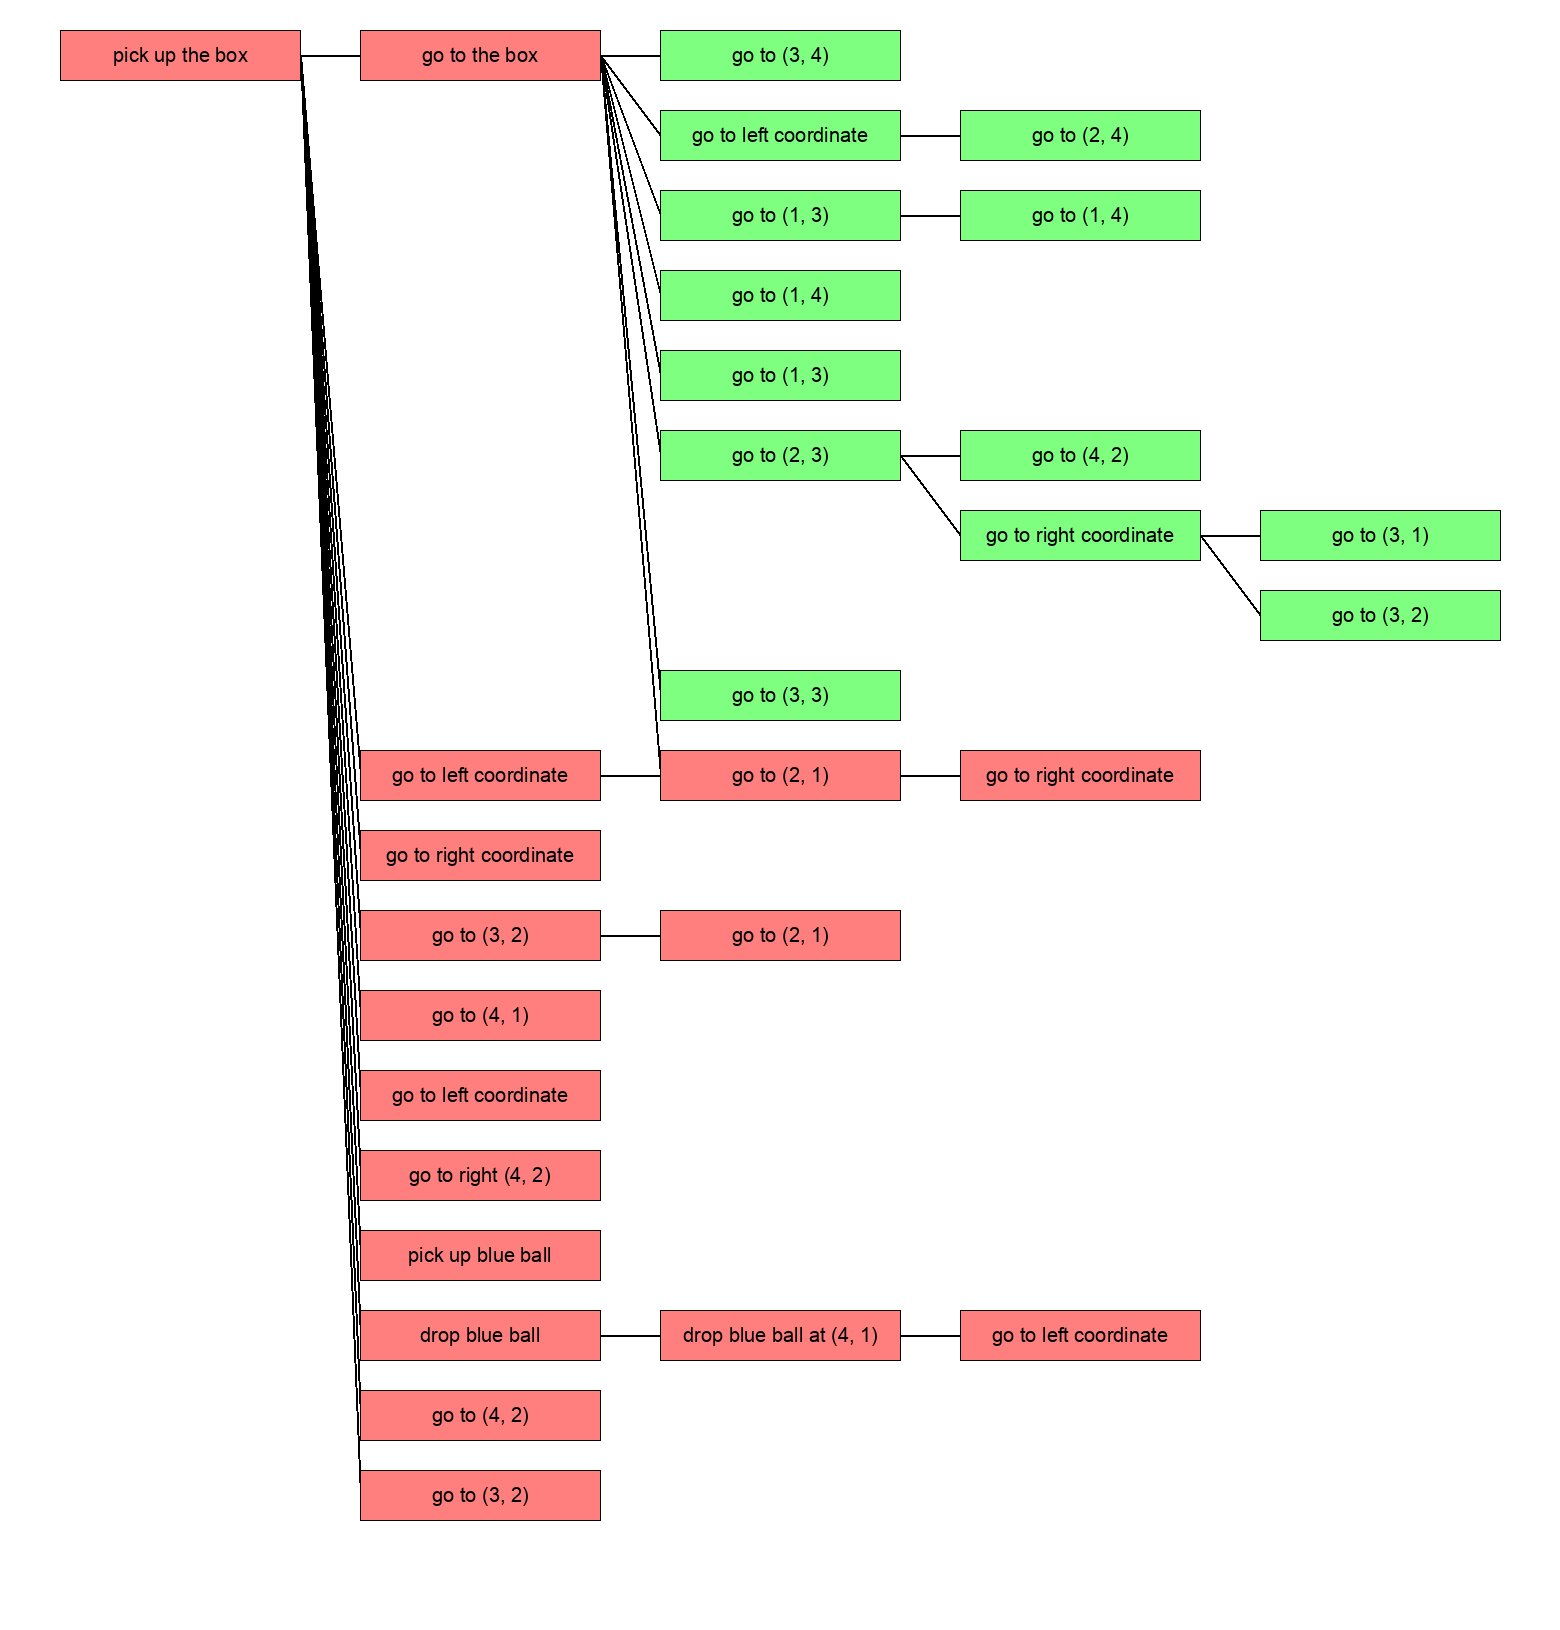 pick up the box
go to the box
go to (3, 4)
go to left coordinate
go to (2, 4)
go to (1, 3)
go to (1, 4)
go to (1, 4)
go to (1, 3)
go to (2, 3)
go to (4, 2)
go to right coordinate
go to (3, 1)
go to (3, 2)
go to (3, 3)
go to left coordinate
go to (2, 1)
go to right coordinate
go to right coordinate
go to (3, 2)
go to (2, 1)
go to (4, 1)
go to left coordinate
go to right (4, 2)
pick up blue ball
drop blue ball
drop blue ball at (4, 1)
go to left coordinate
go to (4, 2)
go to (3, 2)